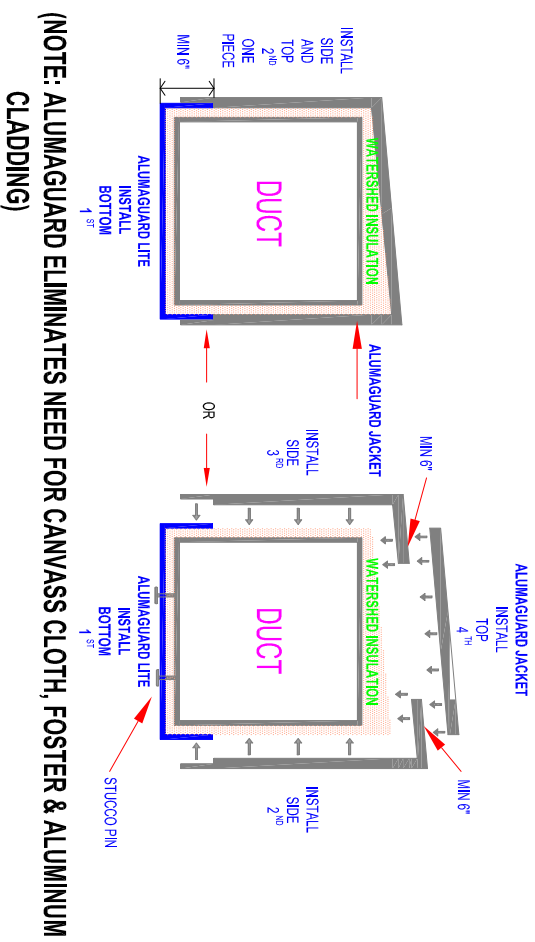 INSTALL
SIDE
AND
TOP
2ND
ONE
PIECE
MIN 6"
WATERSHED INSULATION
DUCT
ALUMAGUARD LITE
INSTALL
BOTTOM
1ST
ALUMAGUARD JACKET
OR
ALUMAGUARD JACKET
INSTALL
TOP
4TH
MIN 6"
MIN 6"
INSTALL
SIDE
3RD
WATERSHED INSULATION
DUCT
INSTALL
SIDE
2ND
ALUMAGUARD LITE
INSTALL
BOTTOM
1ST
STUCCO PIN
(NOTE: ALUMAGUARD ELIMINATES NEED FOR CANVASS CLOTH, FOSTER & ALUMINUM
CLADDING)